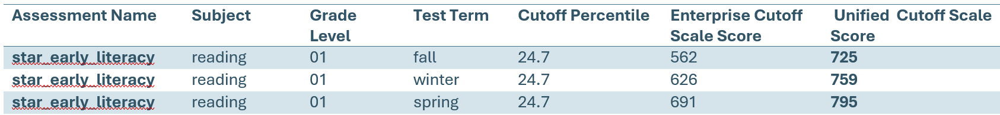 Assessment Name Subject Grade Level Test Term Cutoff Percentile Enterprise Cutoff Scale Score Unified Cutoff Scale Score
star_early_literacy reading 01 fall 24.7 562 725
star_early_literacy reading 01 winter 24.7 626 759
star_early_literacy reading 01 spring 24.7 691 795